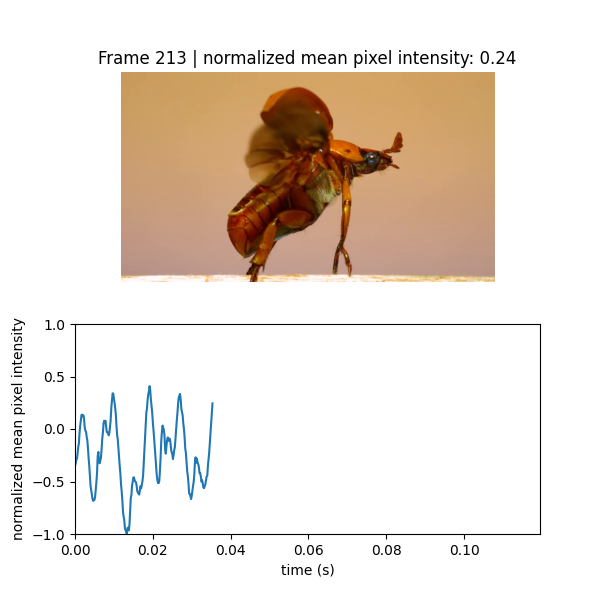 Frame 213 | normalized mean pixel intensity: 0.24
normalized mean pixel intensity
1.0
0.5
0.0
−0.5
−1.0
0.00 0.02 0.04 0.06 0.08 0.10
time (s)